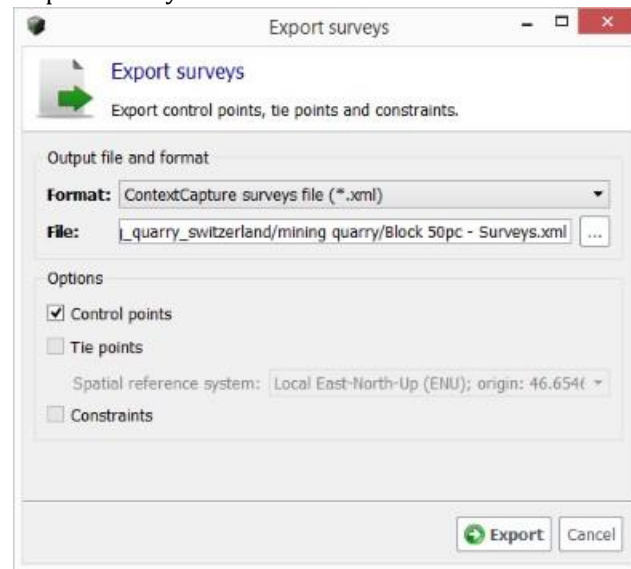 Export surveys
Export surveys
Export control points, tie points and constraints.
Output file and format
Format: ContextCapture surveys file (*.xml)
File: _quarry_switzerland/mining quarry/Block 50pc - Surveys.xml ...
Options
Control points
Tie points
Spatial reference system: Local East-North-Up (ENU); origin: 46.654
Constraints
Export Cancel